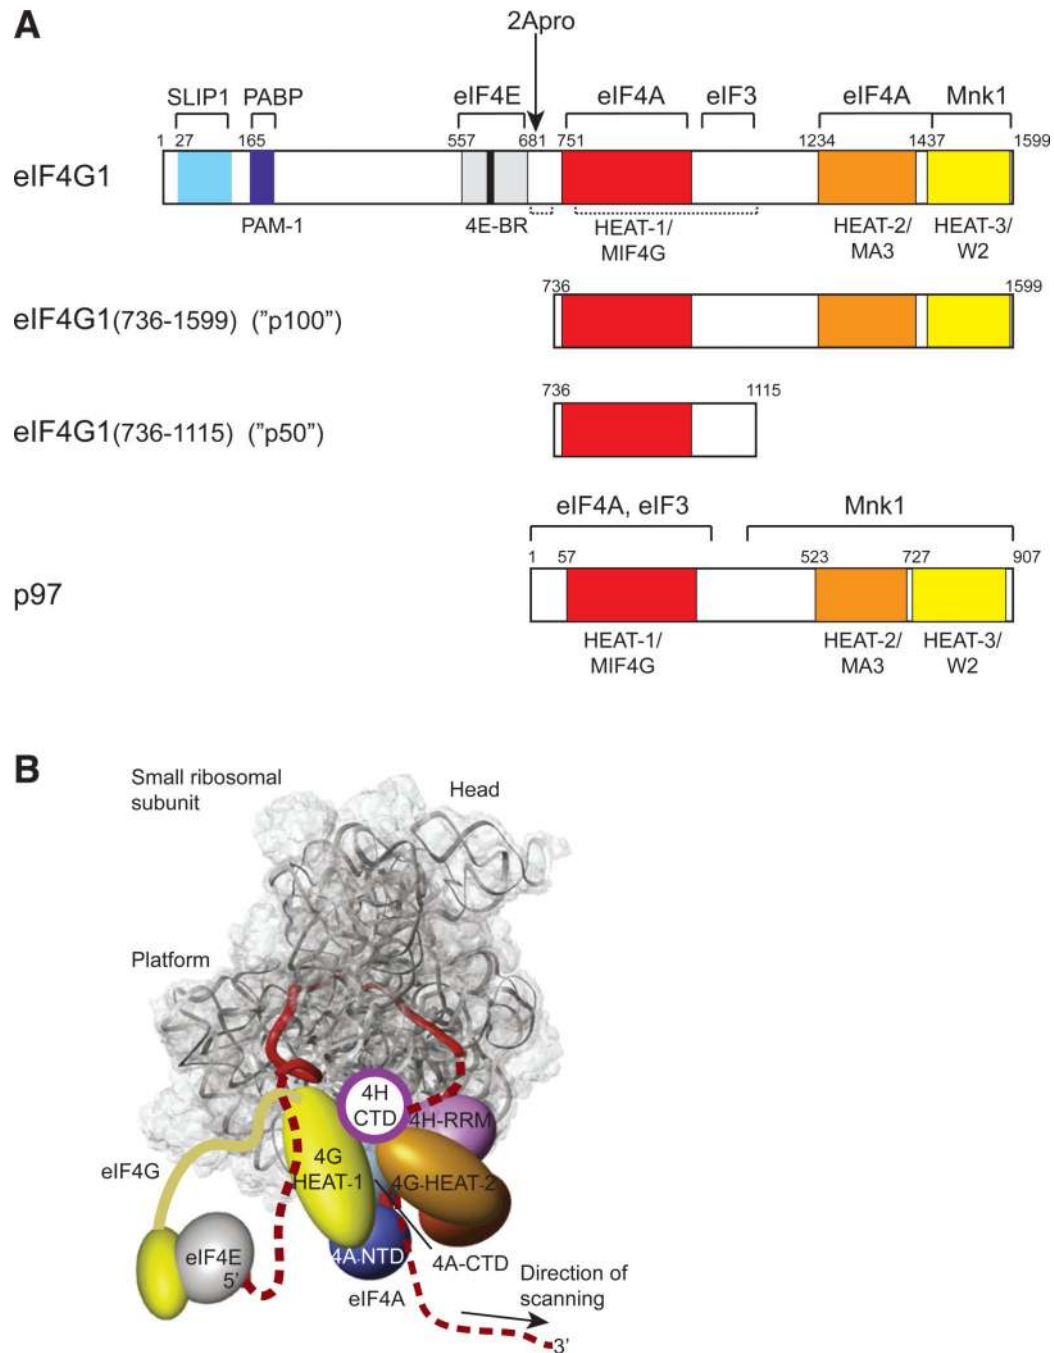 A
2Apro
SLIP1 PABP eIF4E eIF4A eIF3 eIF4A Mnk1
1 27 165 557 681 751 1234 1437 1599
eIF4G1
PAM-1 4E-BR HEAT-1/ HEAT-2/ HEAT-3/
MIF4G MA3 W2
736 1599
eIF4G1(736-1599) ("p100")
736 1115
eIF4G1(736-1115) ("p50")
eIF4A, eIF3 Mnk1
1 57 523 727 907
p97
HEAT-1/ HEAT-2/ HEAT-3/
MIF4G MA3 W2
B
Small ribosomal
subunit
Head
Platform
4H
CTD
4H-RRM
eIF4G
4G
HEAT-1
4G-HEAT-2
eIF4E
5'
4A-NTD
4A-CTD
eIF4A
Direction of
scanning
3'